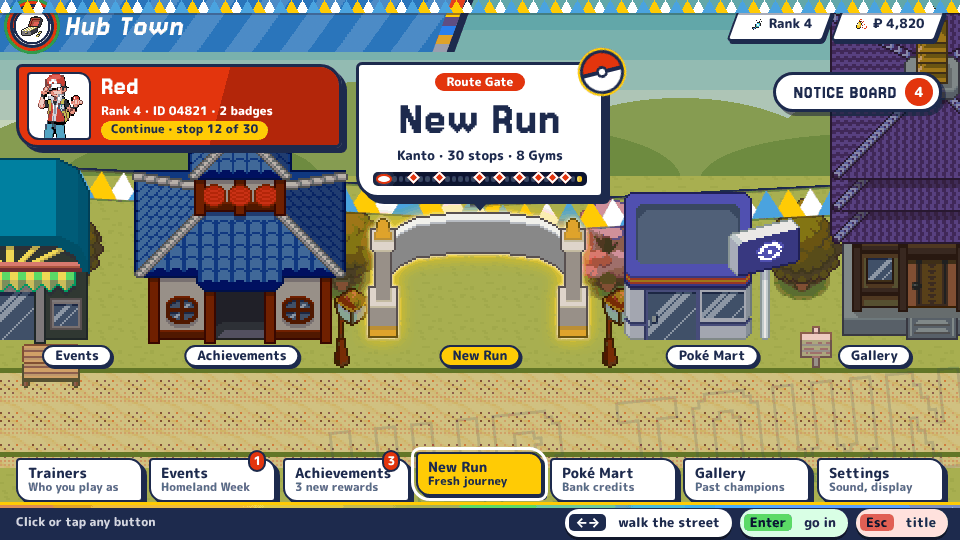 Hub Town
Rank 4
₽ 4,820
Red
Rank 4 · ID 04821 · 2 badges
Continue · stop 12 of 30
Route Gate
New Run
Kanto · 30 stops · 8 Gyms
NOTICE BOARD 4
Events
Achievements
New Run
Poké Mart
Gallery
HUB TOWN
Trainers
Who you play as
Events
Homeland Week
1
Achievements
3 new rewards
3
New Run
Fresh journey
Poké Mart
Bank credits
Gallery
Past champions
Settings
Sound, display
Click or tap any button
←→ walk the street
Enter go in
Esc title